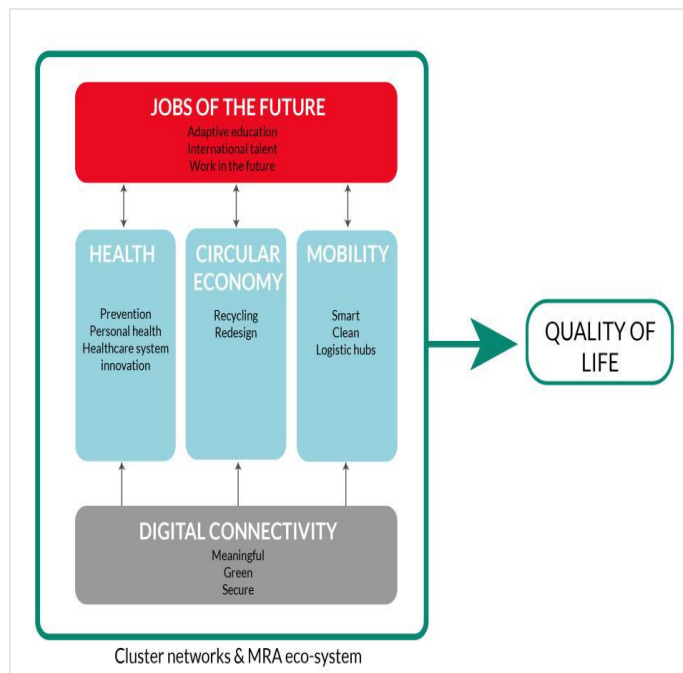 JOBS OF THE FUTURE
Adaptive education
International talent
Work in the future
HEALTH
Prevention
Personal health
Healthcare system
innovation
CIRCULAR
ECONOMY
Recycling
Redesign
MOBILITY
Smart
Clean
Logistic hubs
DIGITAL CONNECTIVITY
Meaningful
Green
Secure
Cluster networks & MRA eco-system
QUALITY OF
LIFE